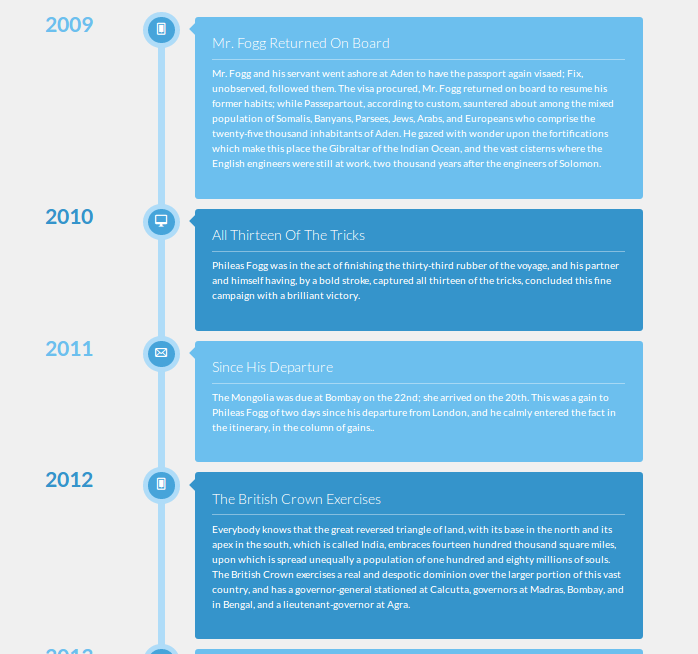 2009
Mr. Fogg Returned On Board
Mr. Fogg and his servant went ashore at Aden to have the passport again visaed; Fix,
unobserved, followed them. The visa procured, Mr. Fogg returned on board to resume his
former habits; while Passepartout, according to custom, sauntered about among the mixed
population of Somalis, Banyans, Parsees, Jews, Arabs, and Europeans who comprise the
twenty-five thousand inhabitants of Aden. He gazed with wonder upon the fortifications
which make this place the Gibraltar of the Indian Ocean, and the vast cisterns where the
English engineers were still at work, two thousand years after the engineers of Solomon.
2010
All Thirteen Of The Tricks
Phileas Fogg was in the act of finishing the thirty-third rubber of the voyage, and his partner
and himself having, by a bold stroke, captured all thirteen of the tricks, concluded this fine
campaign with a brilliant victory.
2011
Since His Departure
The Mongolia was due at Bombay on the 22nd; she arrived on the 20th. This was a gain to
Phileas Fogg of two days since his departure from London, and he calmly entered the fact in
the itinerary, in the column of gains..
2012
The British Crown Exercises
Everybody knows that the great reversed triangle of land, with its base in the north and its
apex in the south, which is called India, embraces fourteen hundred thousand square miles,
upon which is spread unequally a population of one hundred and eighty millions of souls.
The British Crown exercises a real and despotic dominion over the larger portion of this vast
country, and has a governor-general stationed at Calcutta, governors at Madras, Bombay, and
in Bengal, and a lieutenant-governor at Agra.